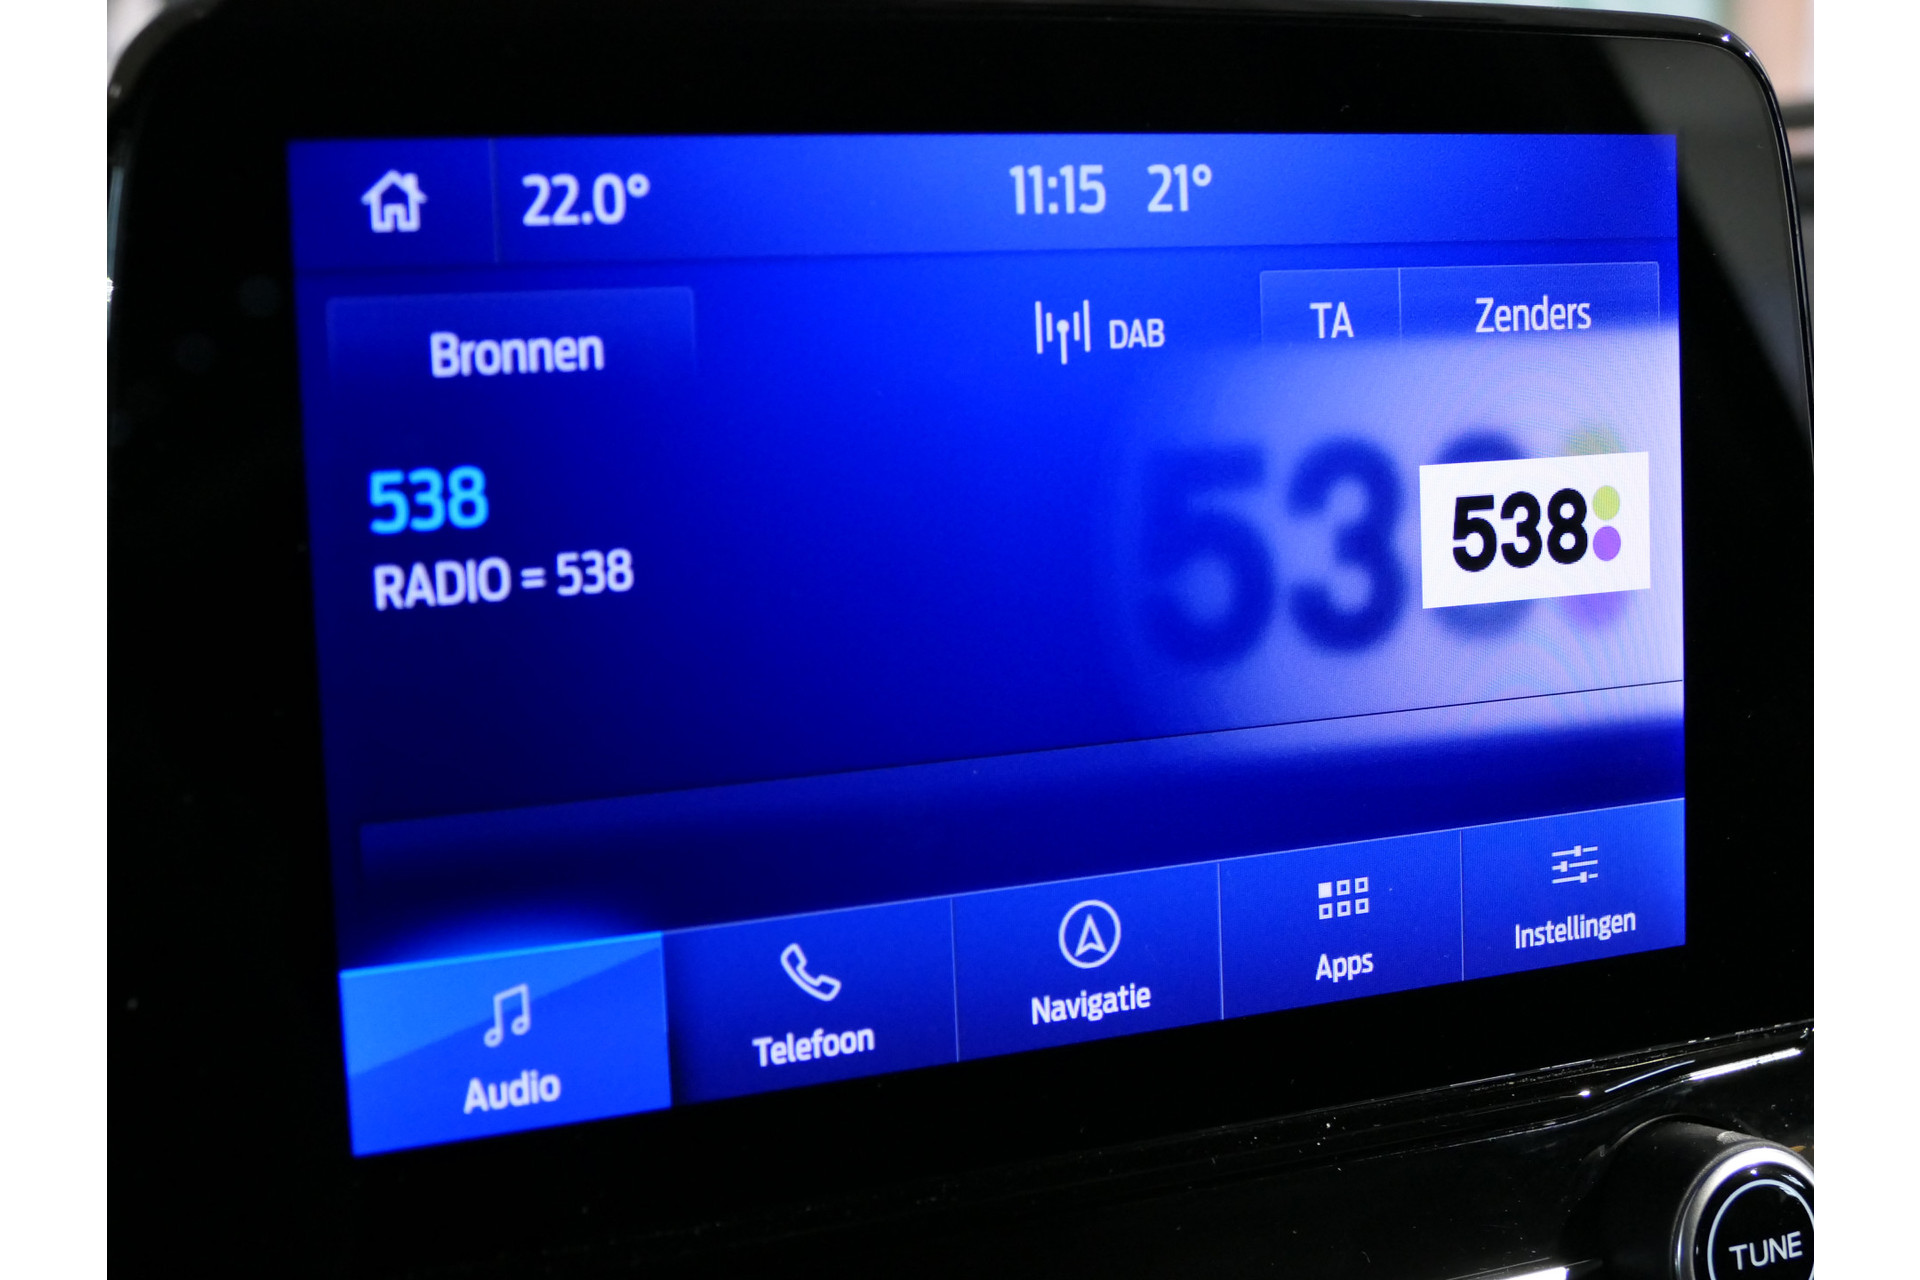 22.0°
11:15 21°
Bronnen
DAB
TA
Zenders
538
RADIO = 538
538
538
Audio
Telefoon
Navigatie
Apps
Instellingen
TUNE